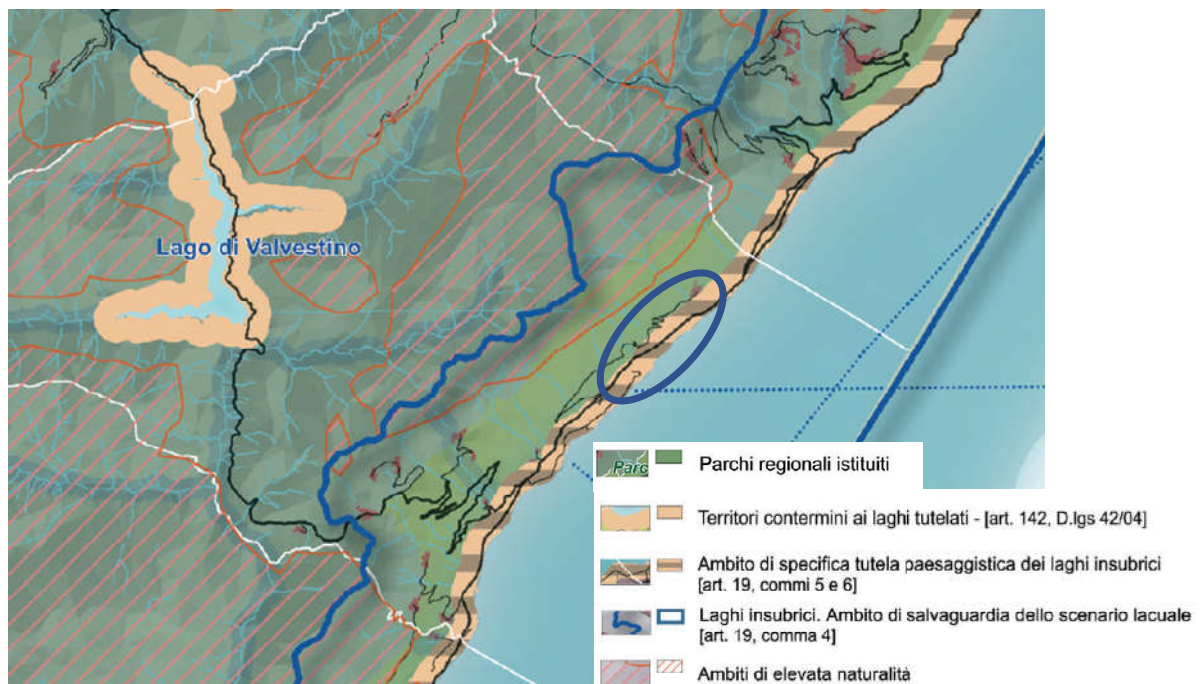 Lago di Valvestino
Parc
Parchi regionali istituiti
Territori contermini ai laghi tutelati - [art. 142, D.lgs 42/04]
Ambito di specifica tutela paesaggistica dei laghi insubrici
[art. 19, commi 5 e 6]
Laghi insubrici. Ambito di salvaguardia dello scenario lacuale
[art. 19, comma 4]
Ambiti di elevata naturalità